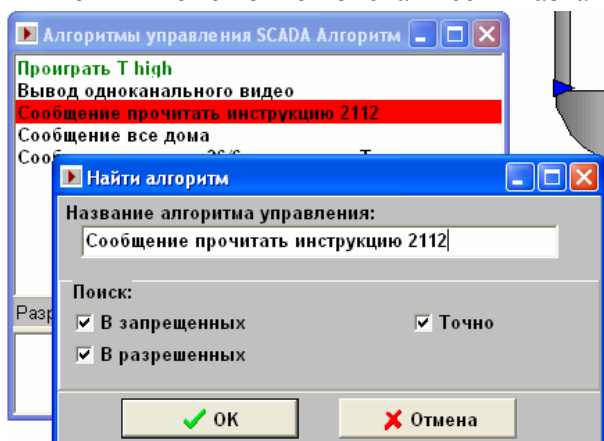 Алгоритмы управления SCADA Алгоритм
Проиграть T high
Вывод одноканального видео
Сообщение прочитать инструкцию 2112
Сообщение все дома
Найти алгоритм
Название алгоритма управления:
Сообщение прочитать инструкцию 2112
Поиск:
В запрещенных
Точно
В разрешенных
OK
Отмена